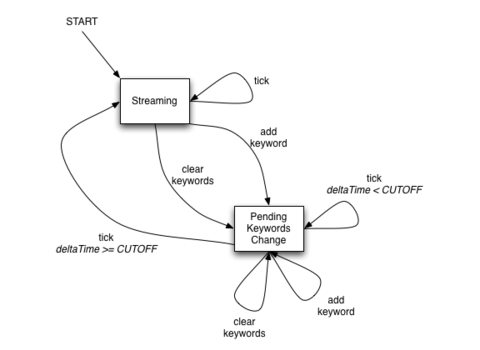 START
Streaming
tick
add
keyword
clear
keywords
tick
deltaTime < CUTOFF
Pending
Keywords
Change
tick
deltaTime >= CUTOFF
add
keyword
clear
keywords